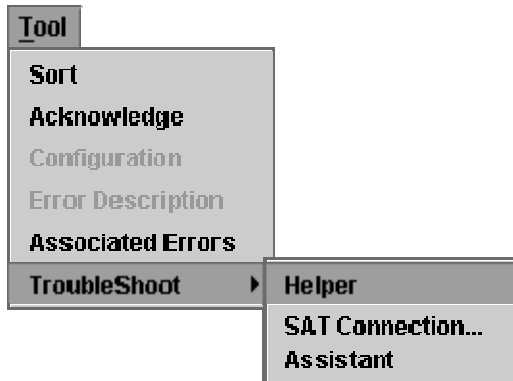 Tool
Sort
Acknowledge
Configuration
Error Description
Associated Errors
TroubleShoot
Helper
SAT Connection...
Assistant